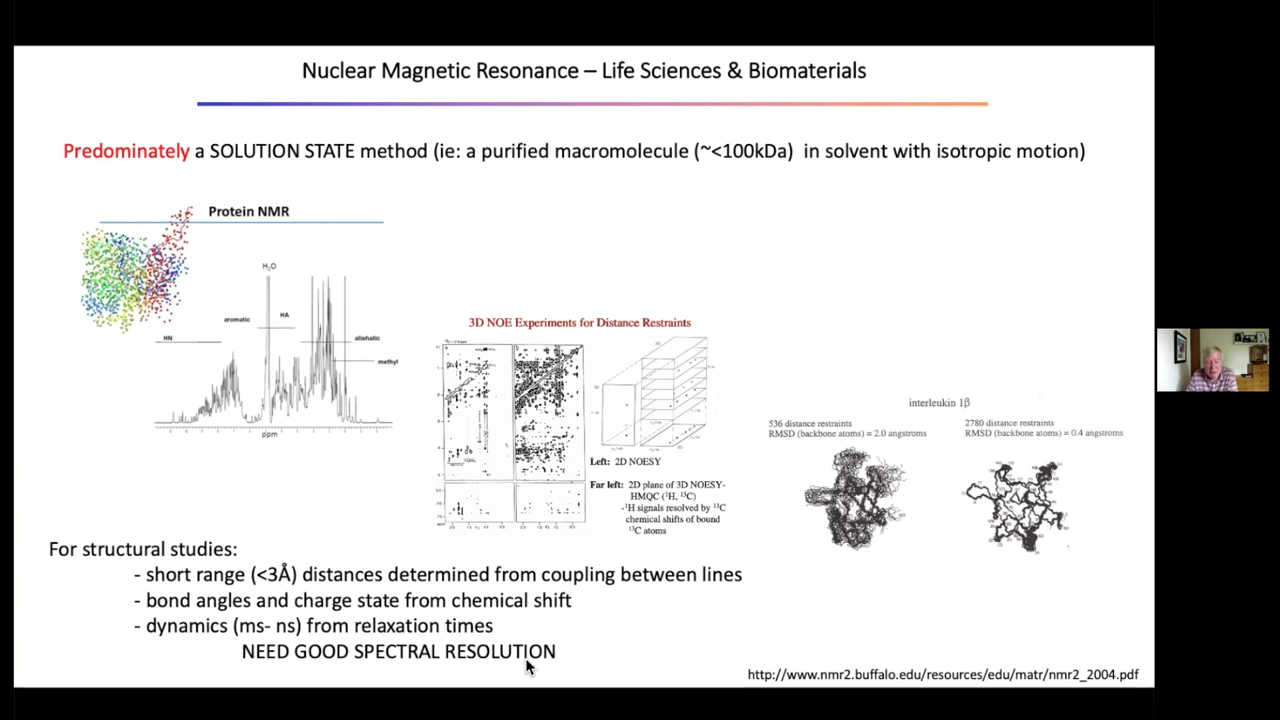 Nuclear Magnetic Resonance – Life Sciences & Biomaterials
Predominately a SOLUTION STATE method (ie: a purified macromolecule (~<100kDa)  in solvent with isotropic motion)
Protein NMR
H₂O
aromatic
HA
HN
aliphatic
methyl
ppm
3D NOE Experiments for Distance Restraints
Left: 2D NOESY
Far left: 2D plane of 3D NOESY-
HMQC (¹H, ¹³C)
-¹H signals resolved by ¹³C
chemical shifts of bound
¹³C atoms
interleukin 1β
536 distance restraints
RMSD (backbone atoms) = 2.0 angstroms
2780 distance restraints
RMSD (backbone atoms) = 0.4 angstroms
For structural studies:
- short range (<3Å) distances determined from coupling between lines
- bond angles and charge state from chemical shift
- dynamics (ms- ns) from relaxation times
NEED GOOD SPECTRAL RESOLUTION
http://www.nmr2.buffalo.edu/resources/edu/matr/nmr2_2004.pdf